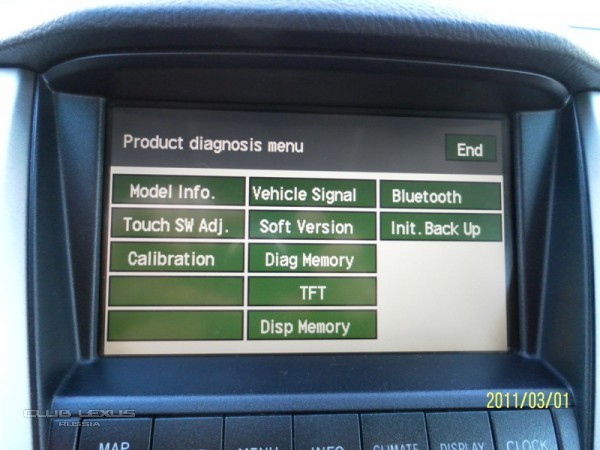 Product diagnosis menu
End
Model Info.
Vehicle Signal
Bluetooth
Touch SW Adj.
Soft Version
Init.Back Up
Calibration
Diag Memory
TFT
Disp Memory
2011/03/01
CLUB LEXUS
RUSSIA
MAP
MENU
INFO
CLIMATE
DISPLAY
CLOCK